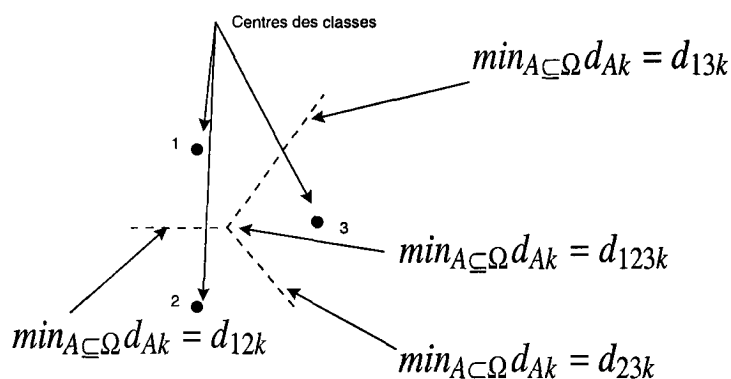 Centres des classes
min_{A⊆Ω} d_{Ak} = d_{13k}
1
3
min_{A⊆Ω} d_{Ak} = d_{123k}
2
min_{A⊆Ω} d_{Ak} = d_{12k}
min_{A⊂Ω} d_{Ak} = d_{23k}